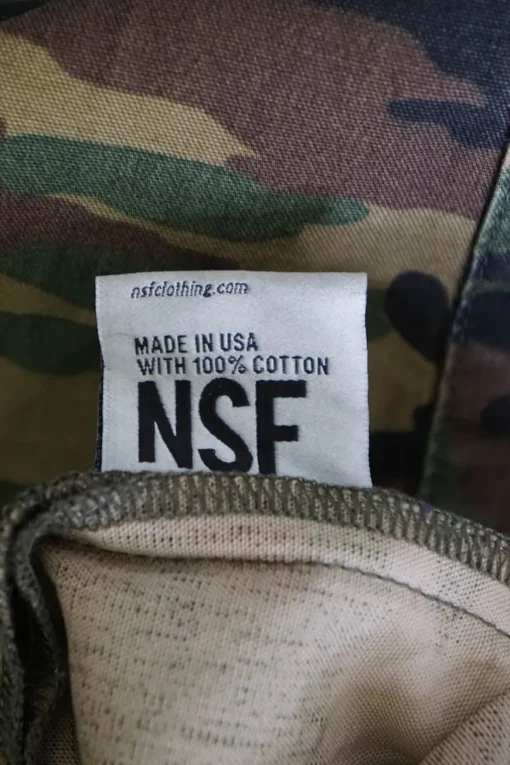 nsfclothing.com
MADE IN USA
WITH 100% COTTON
NSF